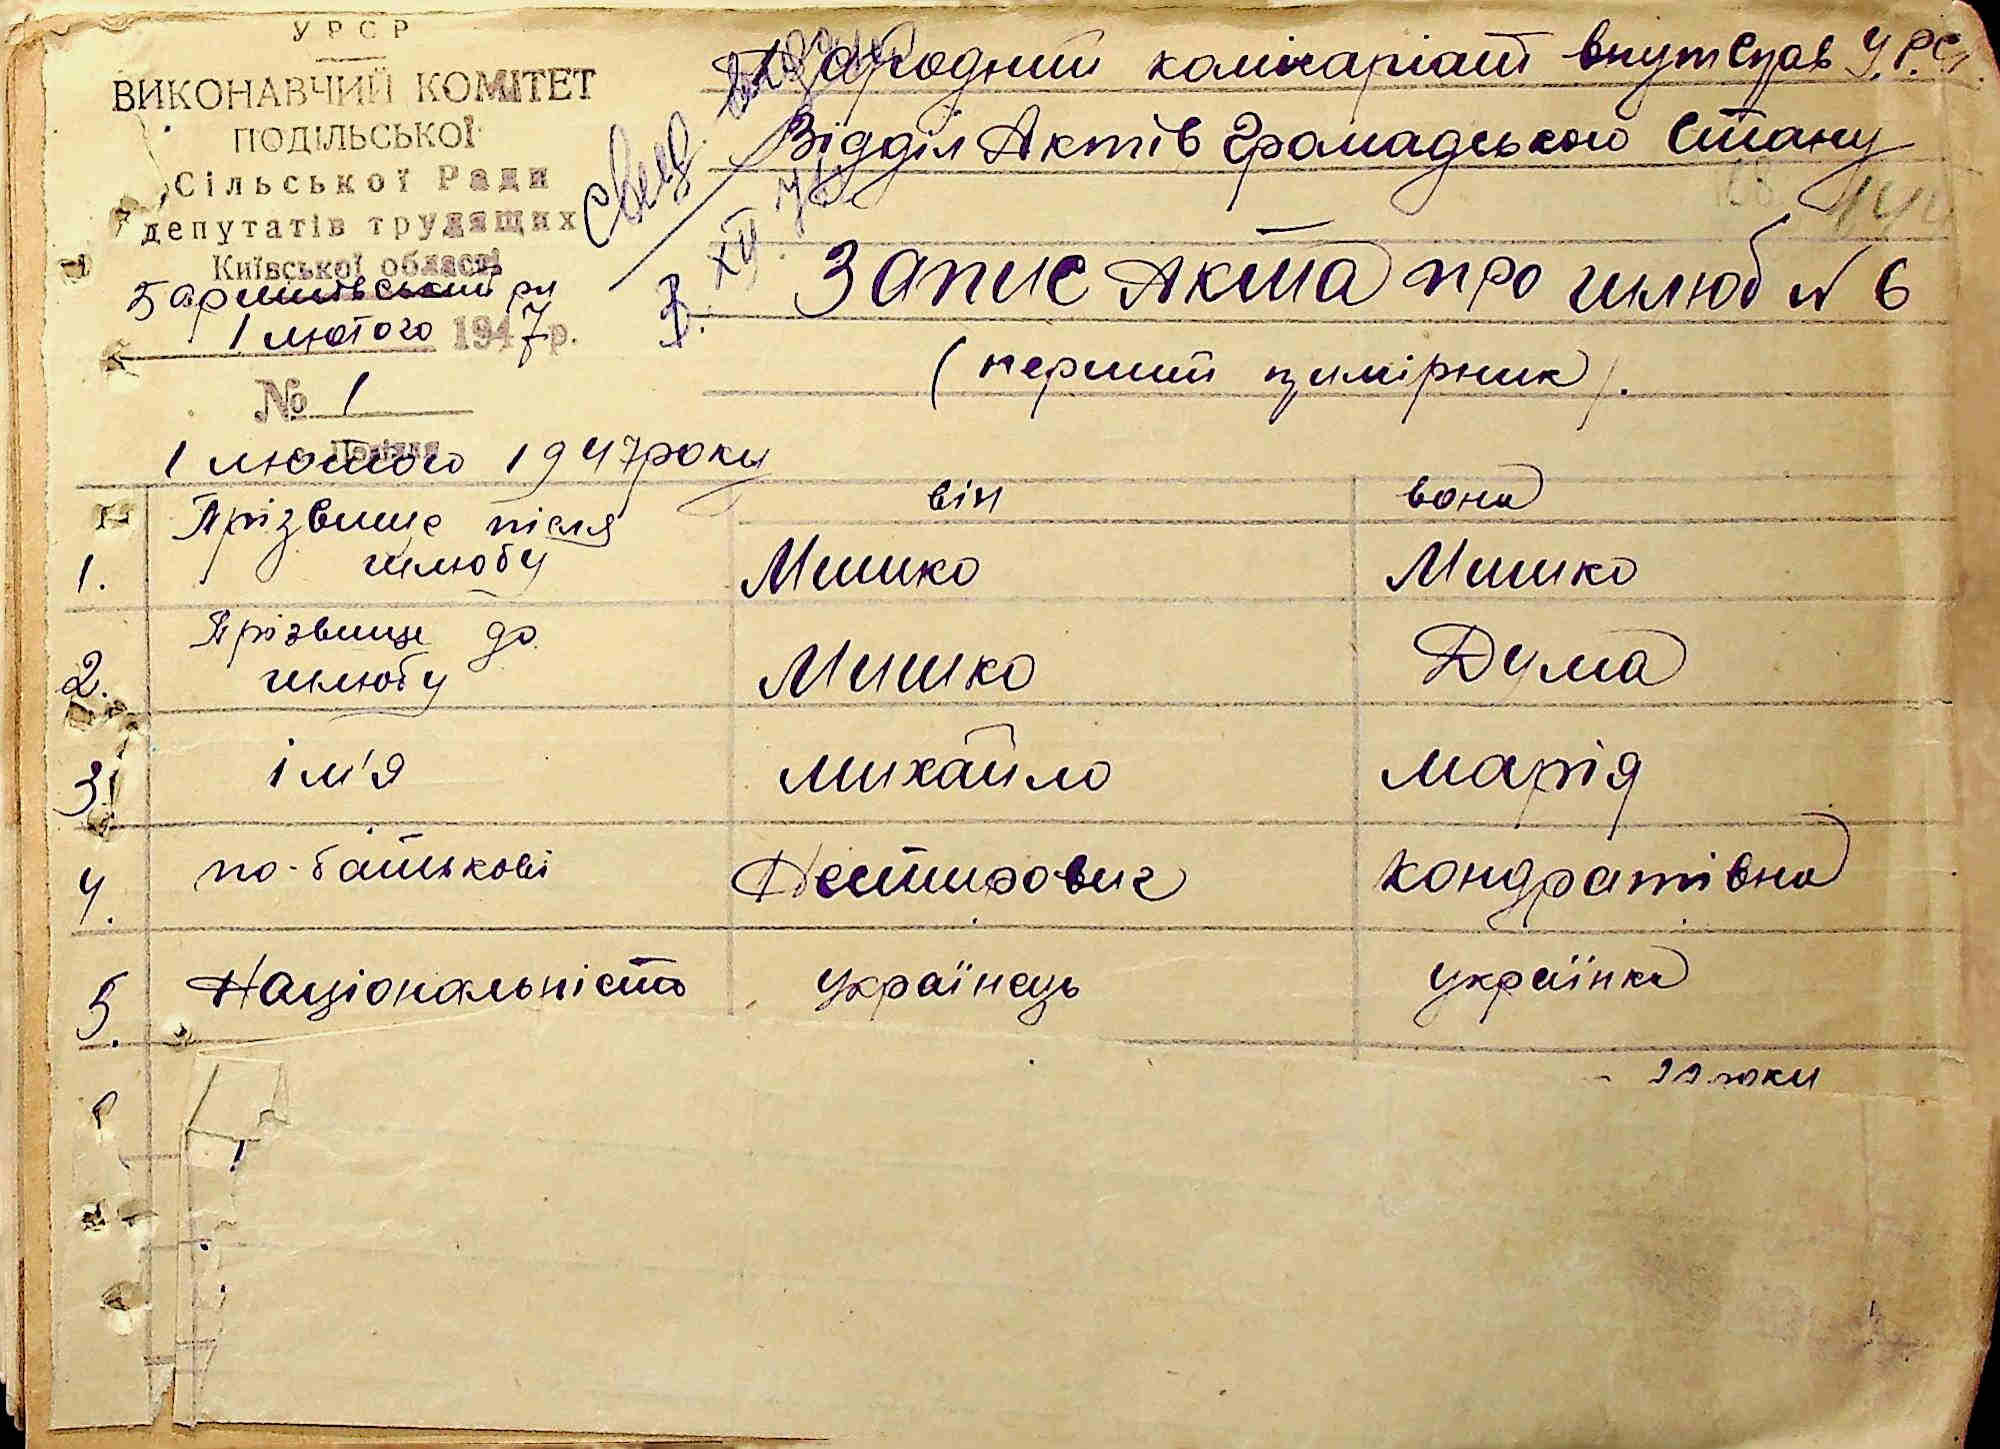 УРСР
ВИКОНАВЧИЙ КОМІТЕТ
ПОДІЛЬСЬКОЇ
Сільської Ради
депутатів трудящих
Київської області
Баришівський рн
1 лютого 1947р.
№ 1
Народний комісаріат внутсправ У.Р.С.Р.
Відділ Актів Громадського Стану
Запис Акта про шлюб № 6
(перший примірник).
1 лютого 1947 року
він вона
1. Прізвище після шлюбу Мишко Мишко
2. Прізвище до шлюбу Мишко Дума
3. ім'я михайло марія
4. по-батькові Нестирович кондратівна
5. Національність українець українка